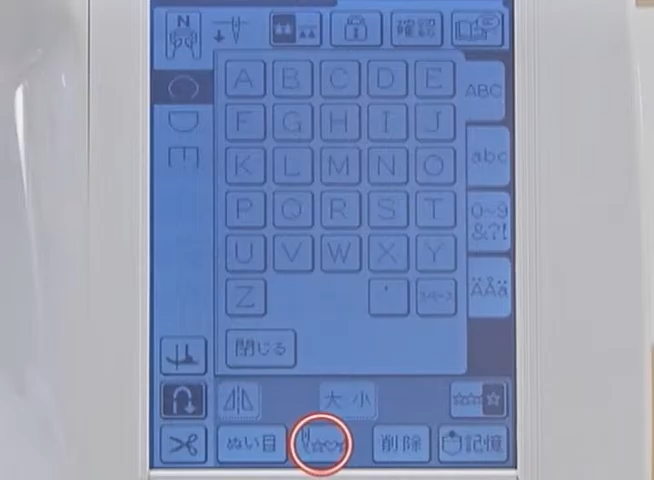 N
確認
A B C D E
ABC
F G H I J
K L M N O
abc
P Q R S T
0~9
&?!
U V W X Y
Z ' スペース
ÄÅä
閉じる
大 小
ぬい目
削除
記憶